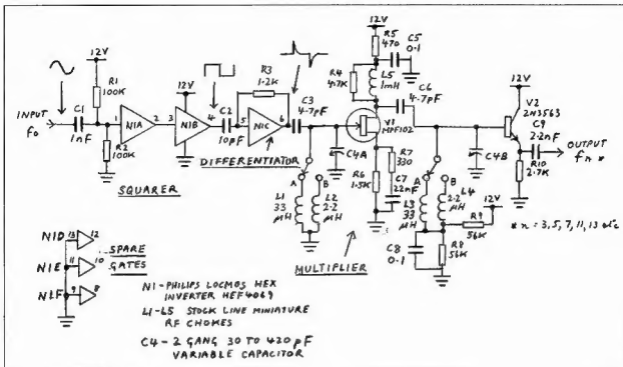 12V
R5
470
C5
0.1
12V
R1
100K
12V
R3
1.2K
R4
4.7K
L5
1mH
C6
4.7pF
12V
V2
2N3563
C9
2.2nF
INPUT
fo
C1
1nF
1
N1A
2
3
N1B
4
C2
10pF
5
N1C
6
C3
4.7pF
V1
MPF102
OUTPUT
fn *
R2
100K
SQUARER
DIFFERENTIATOR
C4A
R7
330
R6
1.5K
C7
22nF
C4B
R10
2.7K
A
B
L1
33
µH
L2
2.2
µH
A
B
L3
33
µH
L4
2.2
µH
12V
R9
56K
* n = 3,5,7,11,13 etc
C8
0.1
R8
56K
MULTIPLIER
N1D 13 12
N1E 11 10
N1F 9 8
SPARE
GATES
N1 - PHILIPS LOCMOS HEX
INVERTER HEF4069
L1-L5 STOCK LINE MINIATURE
RF CHOKES
C4 - 2 GANG 30 TO 420pF
VARIABLE CAPACITOR